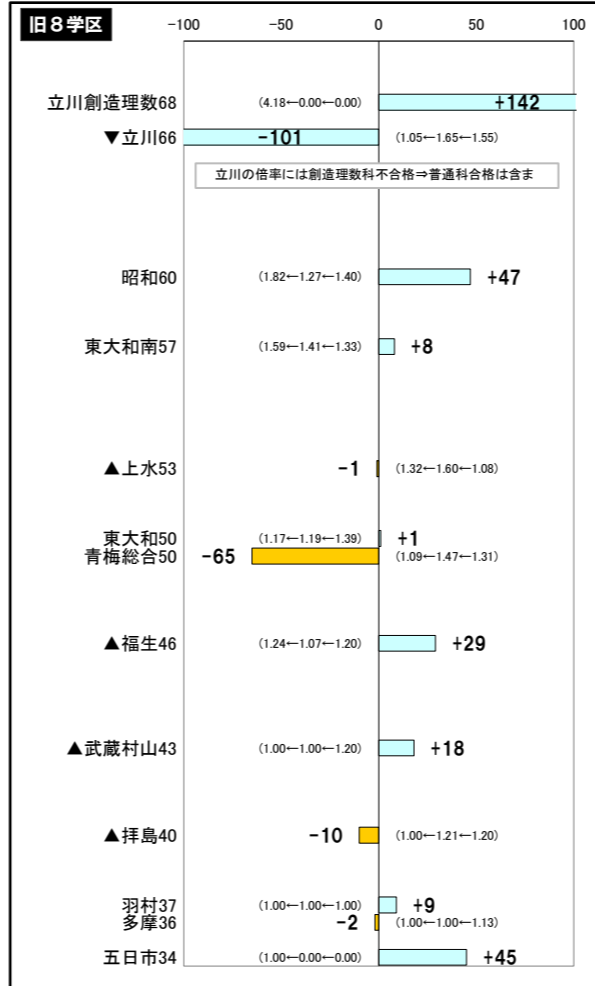 旧8学区
-100 -50 0 50 100
立川創造理数68 (4.18←0.00←0.00) +142
▼立川66 -101 (1.05←1.65←1.55)
立川の倍率には創造理数科不合格⇒普通科合格は含ま
昭和60 (1.82←1.27←1.40) +47
東大和南57 (1.59←1.41←1.33) +8
▲上水53 -1 (1.32←1.60←1.08)
東大和50 (1.17←1.19←1.39) +1
青梅総合50 -65 (1.09←1.47←1.31)
▲福生46 (1.24←1.07←1.20) +29
▲武蔵村山43 (1.00←1.00←1.20) +18
▲拝島40 -10 (1.00←1.21←1.20)
羽村37 (1.00←1.00←1.00) +9
多摩36 -2 (1.00←1.00←1.13)
五日市34 (1.00←0.00←0.00) +45